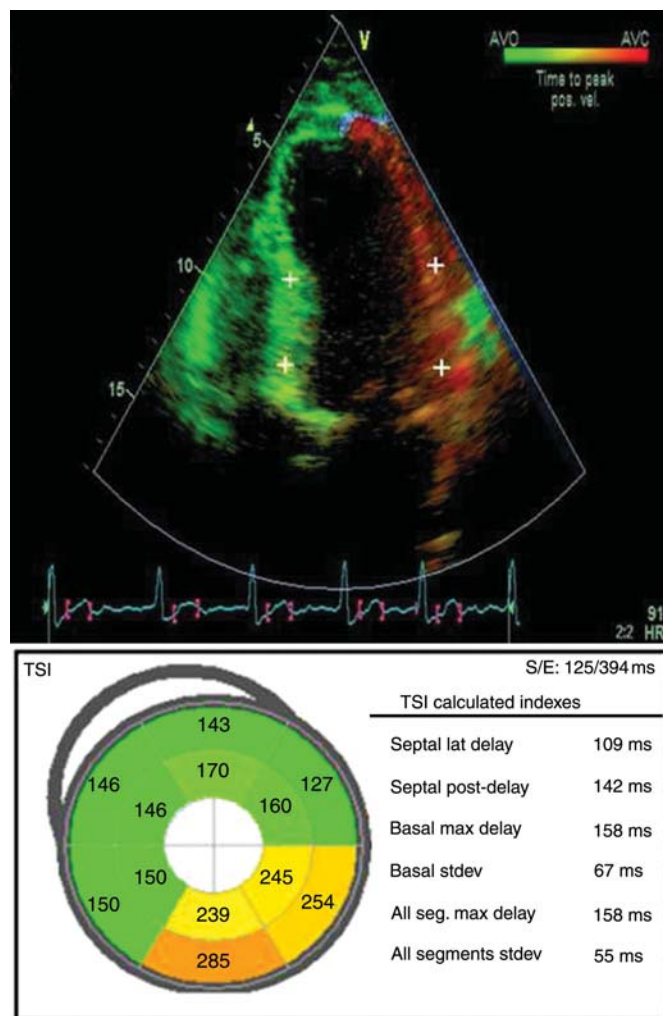 V
AVO AVC
Time to peak
pos. vel.
5
10
15
91
2:2 HR
TSI
S/E: 125/394 ms
TSI calculated indexes
Septal lat delay 109 ms
Septal post-delay 142 ms
Basal max delay 158 ms
Basal stdev 67 ms
All seg. max delay 158 ms
All segments stdev 55 ms
143
170
146 127
146 160
150 245
150 254
239
285